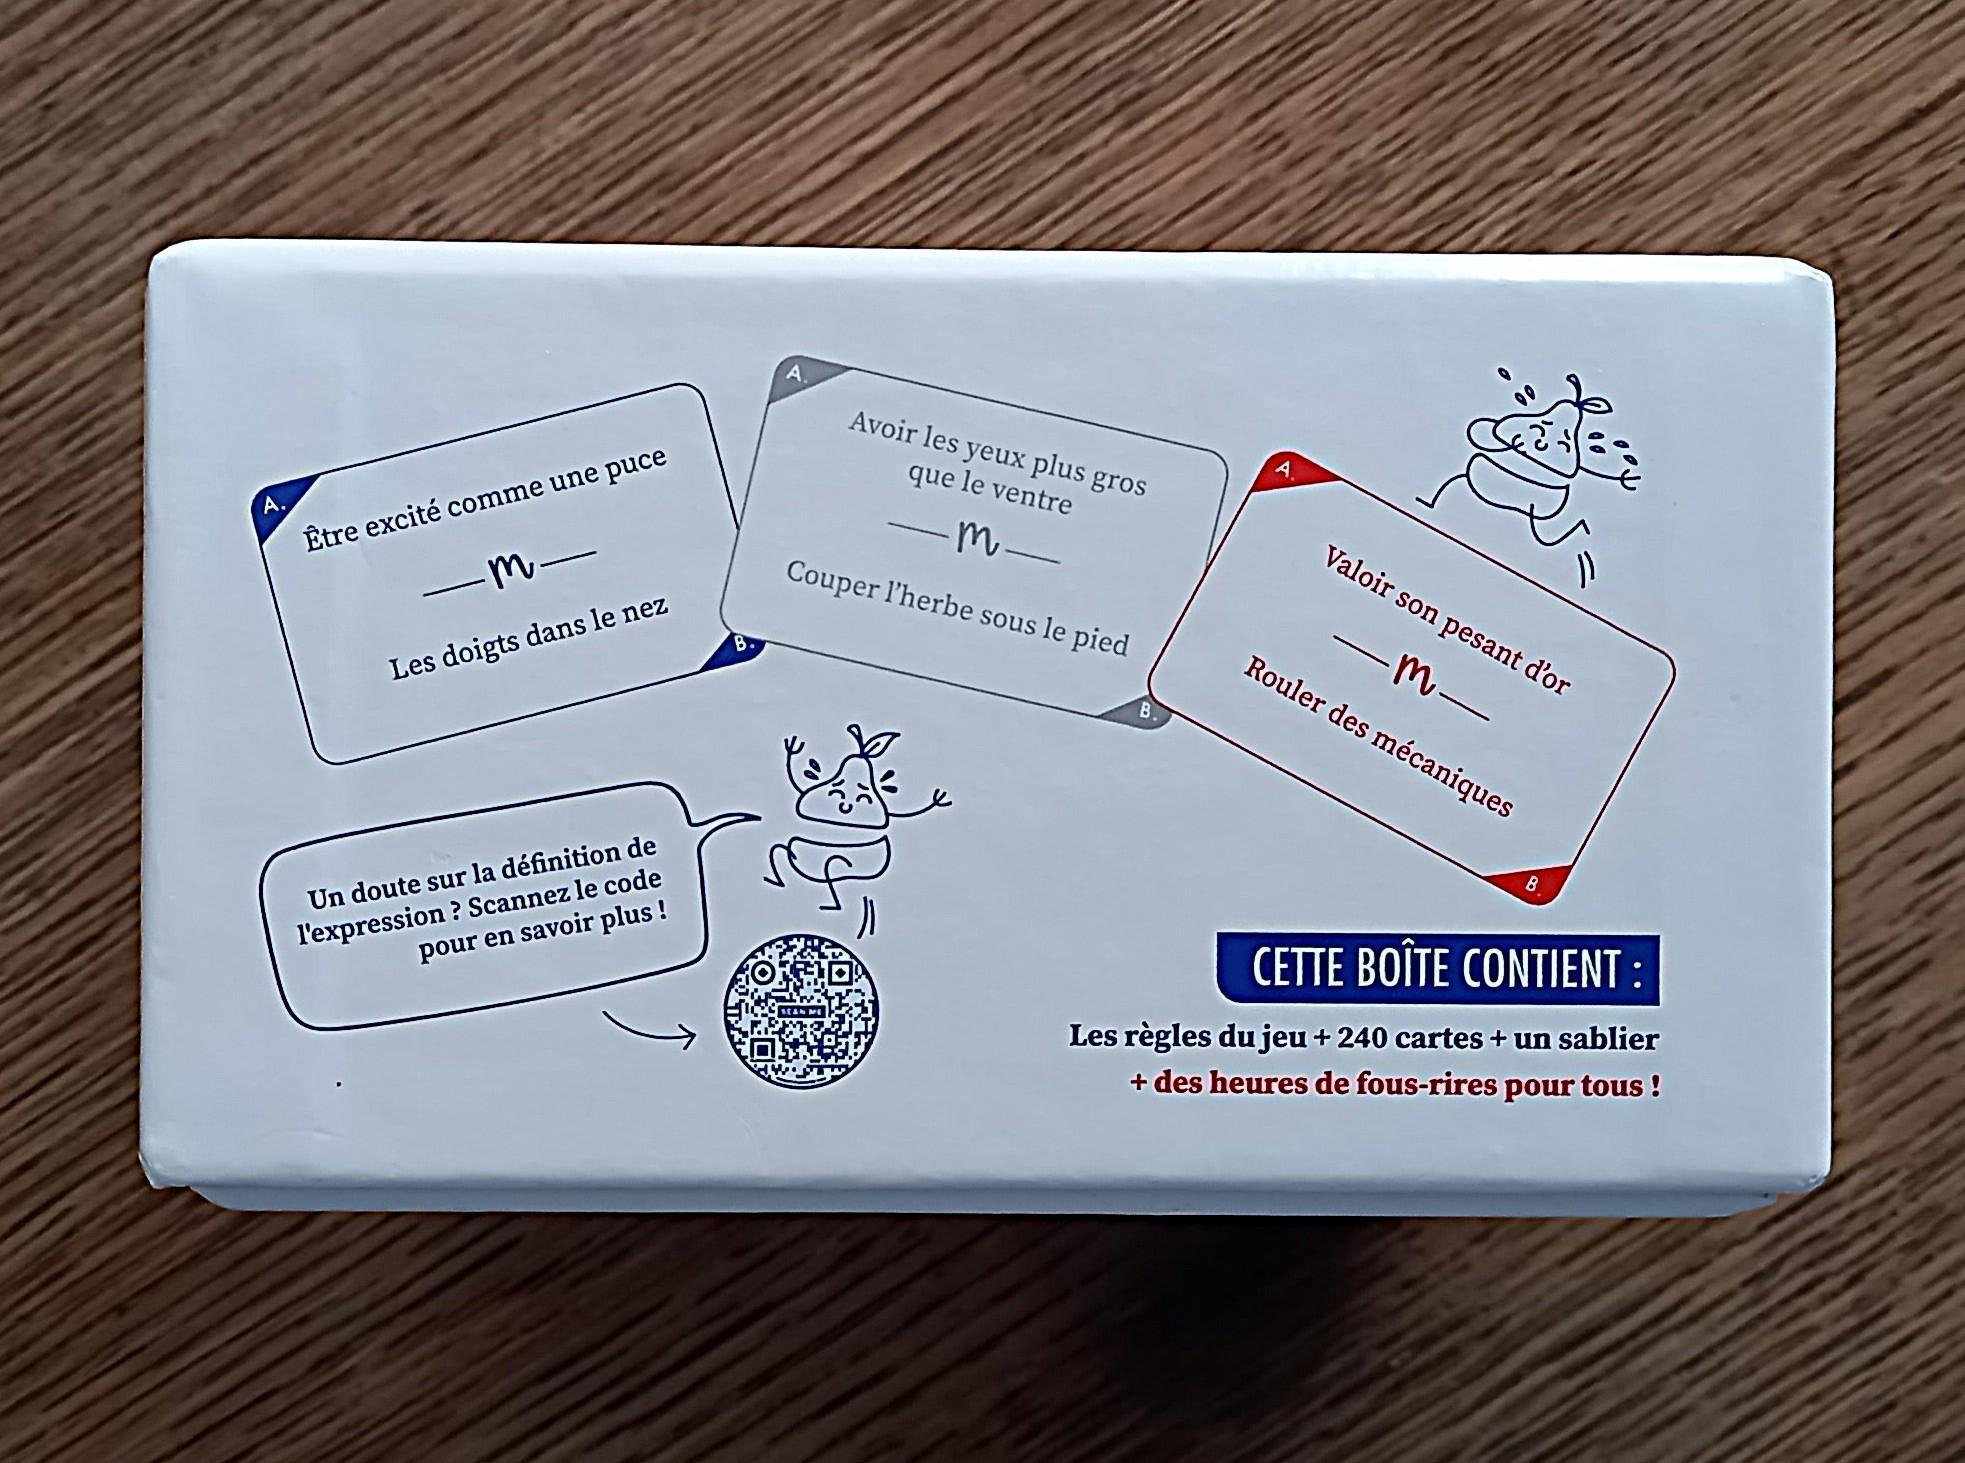 A.
Être excité comme une puce
m
Les doigts dans le nez
B.
A.
Avoir les yeux plus gros
que le ventre
m
Couper l'herbe sous le pied
B.
A.
Valoir son pesant d'or
m
Rouler des mécaniques
B.
Un doute sur la définition de
l'expression ? Scannez le code
pour en savoir plus !
SCAN ME
CETTE BOÎTE CONTIENT :
Les règles du jeu + 240 cartes + un sablier
+ des heures de fous-rires pour tous !